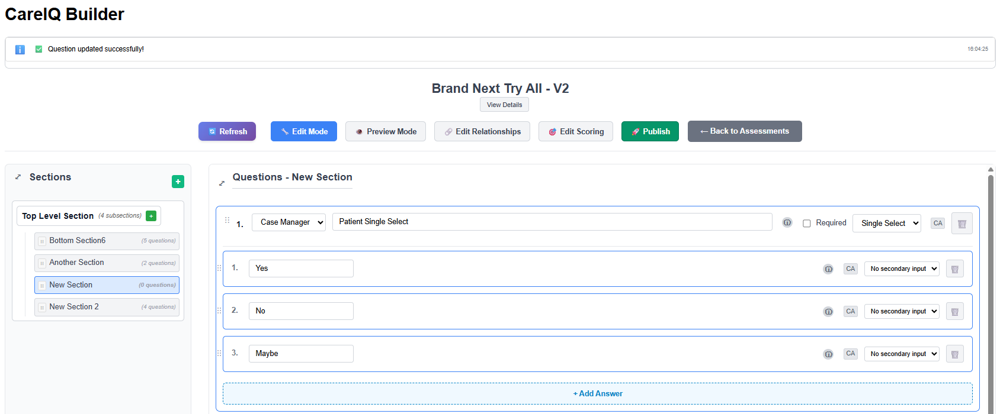 CareIQ Builder
Question updated successfully!
16:04:25
Brand Next Try All - V2
View Details
Refresh
Edit Mode
Preview Mode
Edit Relationships
Edit Scoring
Publish
← Back to Assessments
Sections
+
Top Level Section (4 subsections) +
Bottom Section6 (5 questions)
Another Section (2 questions)
New Section (0 questions)
New Section 2 (4 questions)
Questions - New Section
1. Case Manager Patient Single Select Required Single Select CA
1. Yes CA No secondary input
2. No CA No secondary input
3. Maybe CA No secondary input
+ Add Answer